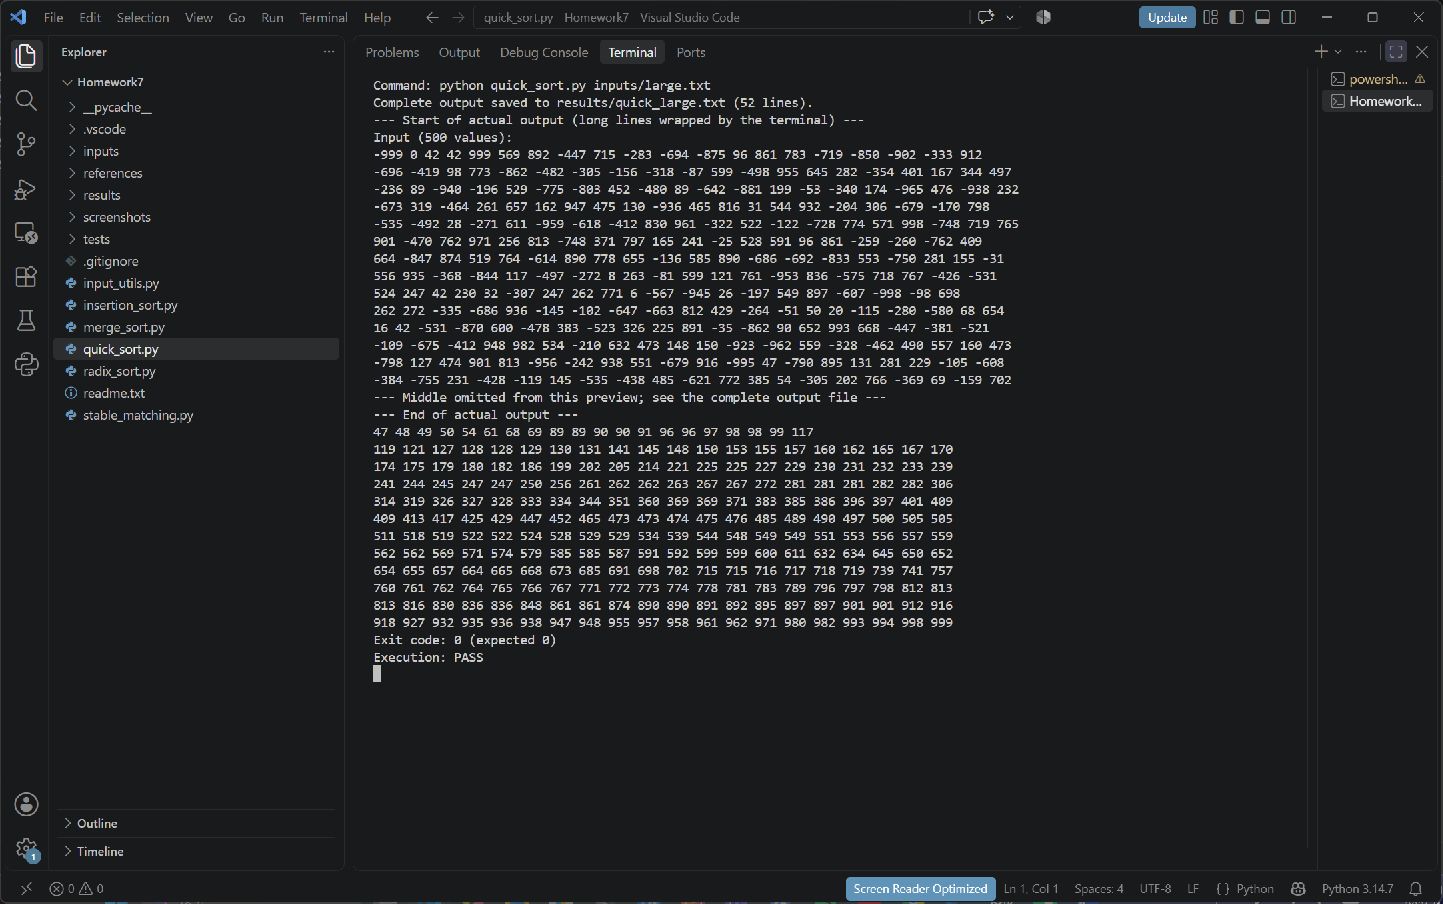 File Edit Selection View Go Run Terminal Help quick_sort.py Homework7 Visual Studio Code Update
Explorer
Homework7
__pycache__
.vscode
inputs
references
results
screenshots
tests
.gitignore
input_utils.py
insertion_sort.py
merge_sort.py
quick_sort.py
radix_sort.py
readme.txt
stable_matching.py
Outline
Timeline
Problems Output Debug Console Terminal Ports
Command: python quick_sort.py inputs/large.txt
Complete output saved to results/quick_large.txt (52 lines).
--- Start of actual output (long lines wrapped by the terminal) ---
Input (500 values):
-999 0 42 42 999 569 892 -447 715 -283 -694 -875 96 861 783 -719 -850 -902 -333 912
-696 -419 98 773 -862 -482 -305 -156 -318 -87 599 -498 955 645 282 -354 401 167 344 497
-236 89 -940 -196 529 -775 -803 452 -480 89 -642 -881 199 -53 -340 174 -965 476 -938 232
-673 319 -464 261 657 162 947 475 130 -936 465 816 31 544 932 -204 306 -679 -170 798
-535 -492 28 -271 611 -959 -618 -412 830 961 -322 522 -122 -728 774 571 998 -748 719 765
901 -470 762 971 256 813 -748 371 797 165 241 -25 528 591 96 861 -259 -260 -762 409
664 -847 874 519 764 -614 890 778 655 -136 585 890 -686 -692 -833 553 -750 281 155 -31
556 935 -368 -844 117 -497 -272 8 263 -81 599 121 761 -953 836 -575 718 767 -426 -531
524 247 42 230 32 -307 247 262 771 6 -567 -945 26 -197 549 897 -607 -998 -98 698
262 272 -335 -686 936 -145 -102 -647 -663 812 429 -264 -51 50 20 -115 -280 -580 68 654
16 42 -531 -870 600 -478 383 -523 326 225 891 -35 -862 90 652 993 668 -447 -381 -521
-109 -675 -412 948 982 534 -210 632 473 148 150 -923 -962 559 -328 -462 490 557 160 473
-798 127 474 901 813 -956 -242 938 551 -679 916 -995 47 -790 895 131 281 229 -105 -608
-384 -755 231 -428 -119 145 -535 -438 485 -621 772 385 54 -305 202 766 -369 69 -159 702
--- Middle omitted from this preview; see the complete output file ---
--- End of actual output ---
47 48 49 50 54 61 68 69 89 89 90 90 91 96 96 97 98 98 99 117
119 121 127 128 128 129 130 131 141 145 148 150 153 155 157 160 162 165 167 170
174 175 179 180 182 186 199 202 205 214 221 225 225 227 229 230 231 232 233 239
241 244 245 247 247 250 256 261 262 262 263 267 267 272 281 281 281 282 282 306
314 319 326 327 328 333 334 344 351 360 369 369 371 383 385 386 396 397 401 409
409 413 417 425 429 447 452 465 473 473 474 475 476 485 489 490 497 500 505 505
511 518 519 522 522 524 528 529 529 534 539 544 548 549 549 551 553 556 557 559
562 562 569 571 574 579 585 585 587 591 592 599 599 600 611 632 634 645 650 652
654 655 657 664 665 668 673 685 691 698 702 715 715 716 717 718 719 739 741 757
760 761 762 764 765 766 767 771 772 773 774 778 781 783 789 796 797 798 812 813
813 816 830 836 836 848 861 861 874 890 890 891 892 895 897 897 901 901 912 916
918 927 932 935 936 938 947 948 955 957 958 961 962 971 980 982 993 994 998 999
Exit code: 0 (expected 0)
Execution: PASS
powersh...
Homework...
1
0 0 Screen Reader Optimized Ln 1, Col 1 Spaces: 4 UTF-8 LF { } Python Python 3.14.7